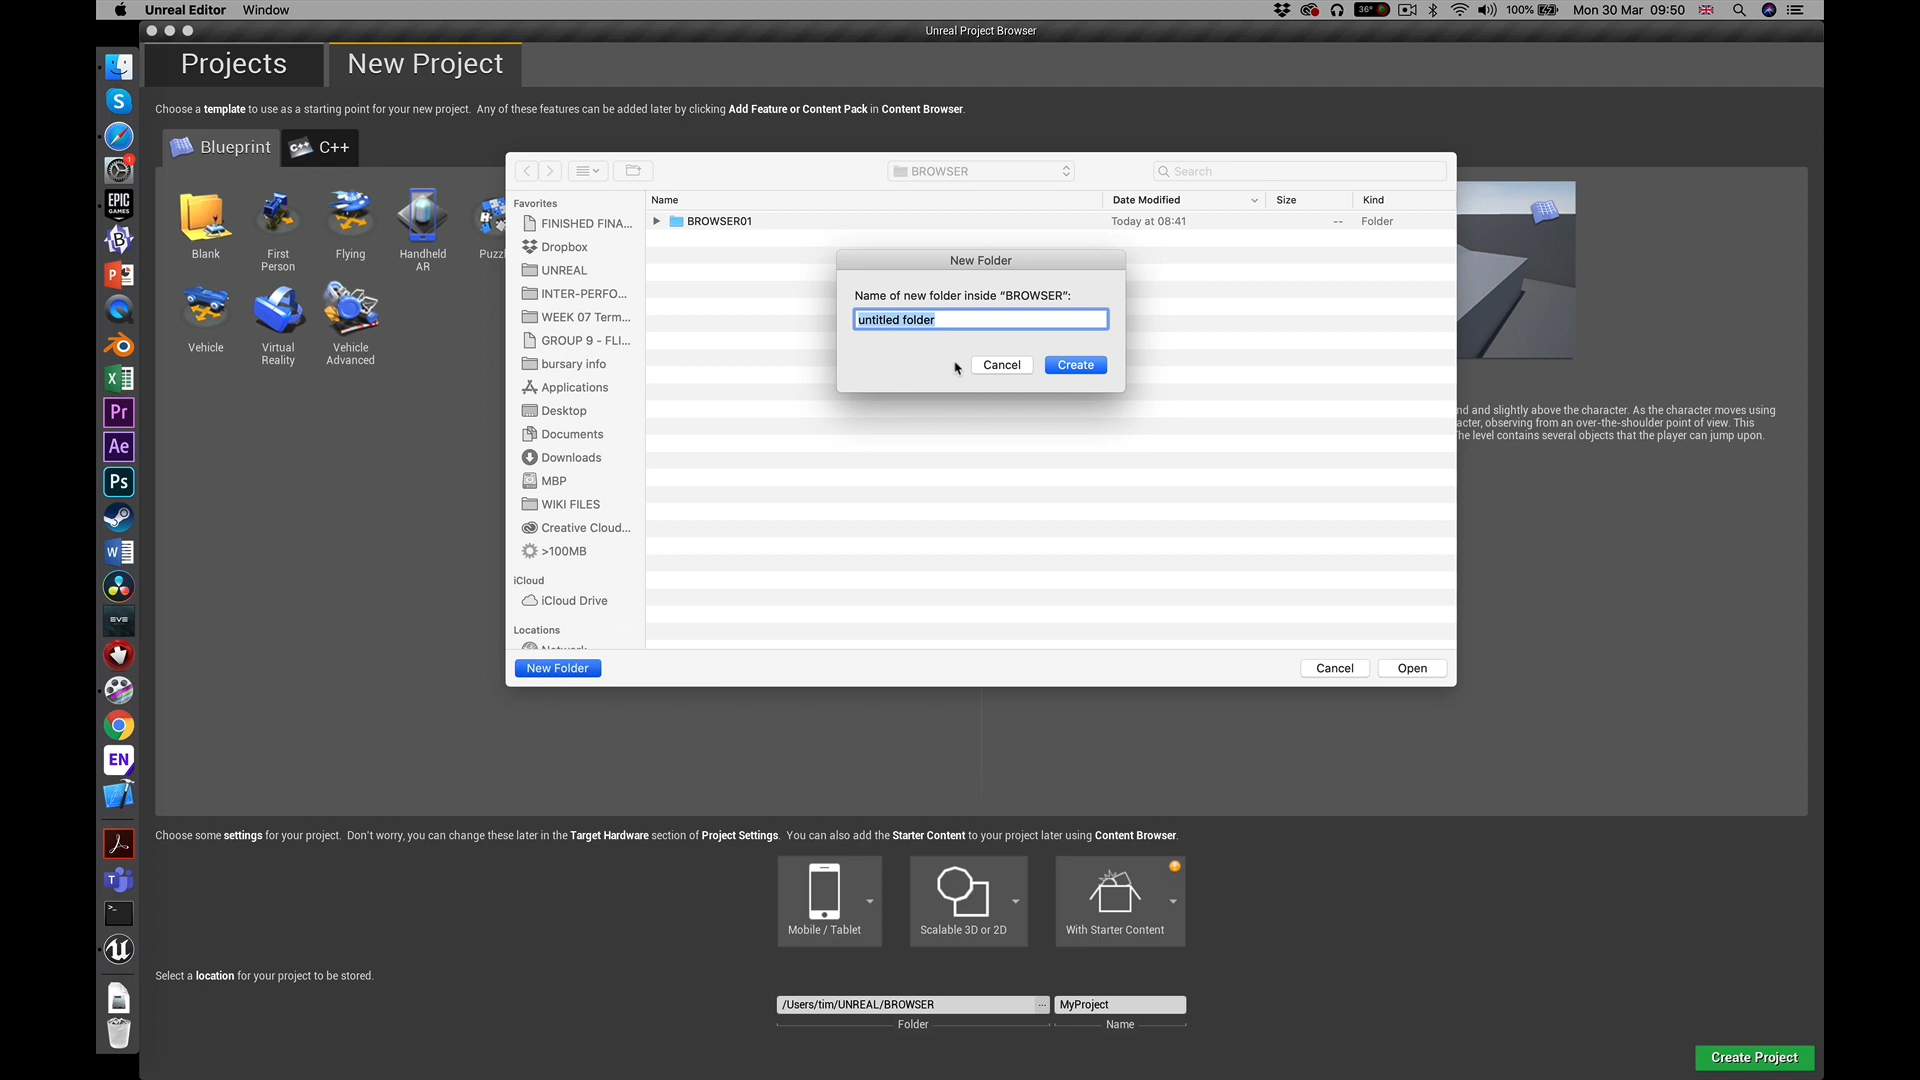 Unreal Editor Window
36° 100% Mon 30 Mar 09:50
Unreal Project Browser
Projects New Project
Choose a template to use as a starting point for your new project. Any of these features can be added later by clicking Add Feature or Content Pack in Content Browser.
Blueprint C++ C++
BROWSER Search
Favorites Name Date Modified Size Kind
BROWSER01 Today at 08:41 -- Folder
FINISHED FINA...
Dropbox
UNREAL
INTER-PERFO...
WEEK 07 Term...
GROUP 9 - FLI...
bursary info
Applications
Desktop
Documents
Downloads
MBP
WIKI FILES
Creative Cloud...
>100MB
iCloud
iCloud Drive
Locations
Network
New Folder Cancel Open
New Folder
Name of new folder inside “BROWSER”:
untitled folder
Cancel Create
Blank
First
Person
Flying
Handheld
AR
Vehicle
Virtual
Reality
Vehicle
Advanced
nd and slightly above the character. As the character moves using
acter, observing from an over-the-shoulder point of view. This
he level contains several objects that the player can jump upon.
S
1
EPIC
GAMES
B
P
X
Pr
Ae
Ps
W
EVE
EN
T
>_
Choose some settings for your project. Don't worry, you can change these later in the Target Hardware section of Project Settings. You can also add the Starter Content to your project later using Content Browser.
Mobile / Tablet Scalable 3D or 2D With Starter Content
Select a location for your project to be stored.
/Users/tim/UNREAL/BROWSER ... MyProject
Folder Name
Create Project